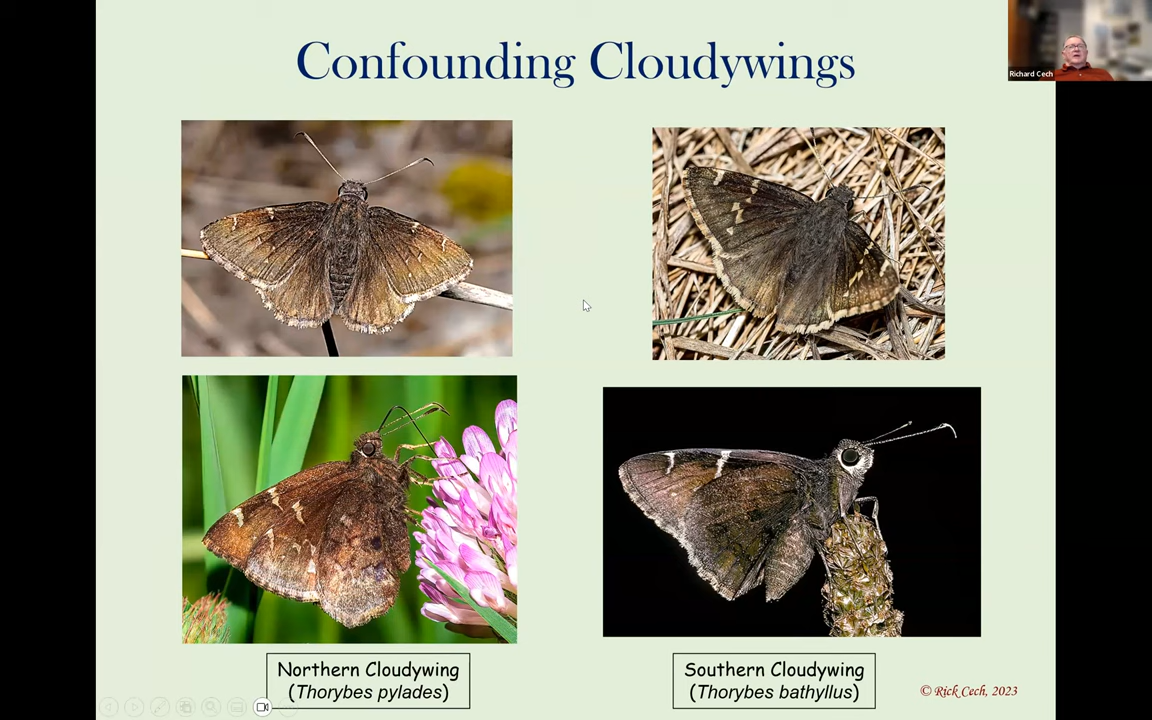 Confounding Cloudywings
Richard Cech
Northern Cloudywing
(Thorybes pylades)
Southern Cloudywing
(Thorybes bathyllus)
© Rick Cech, 2023